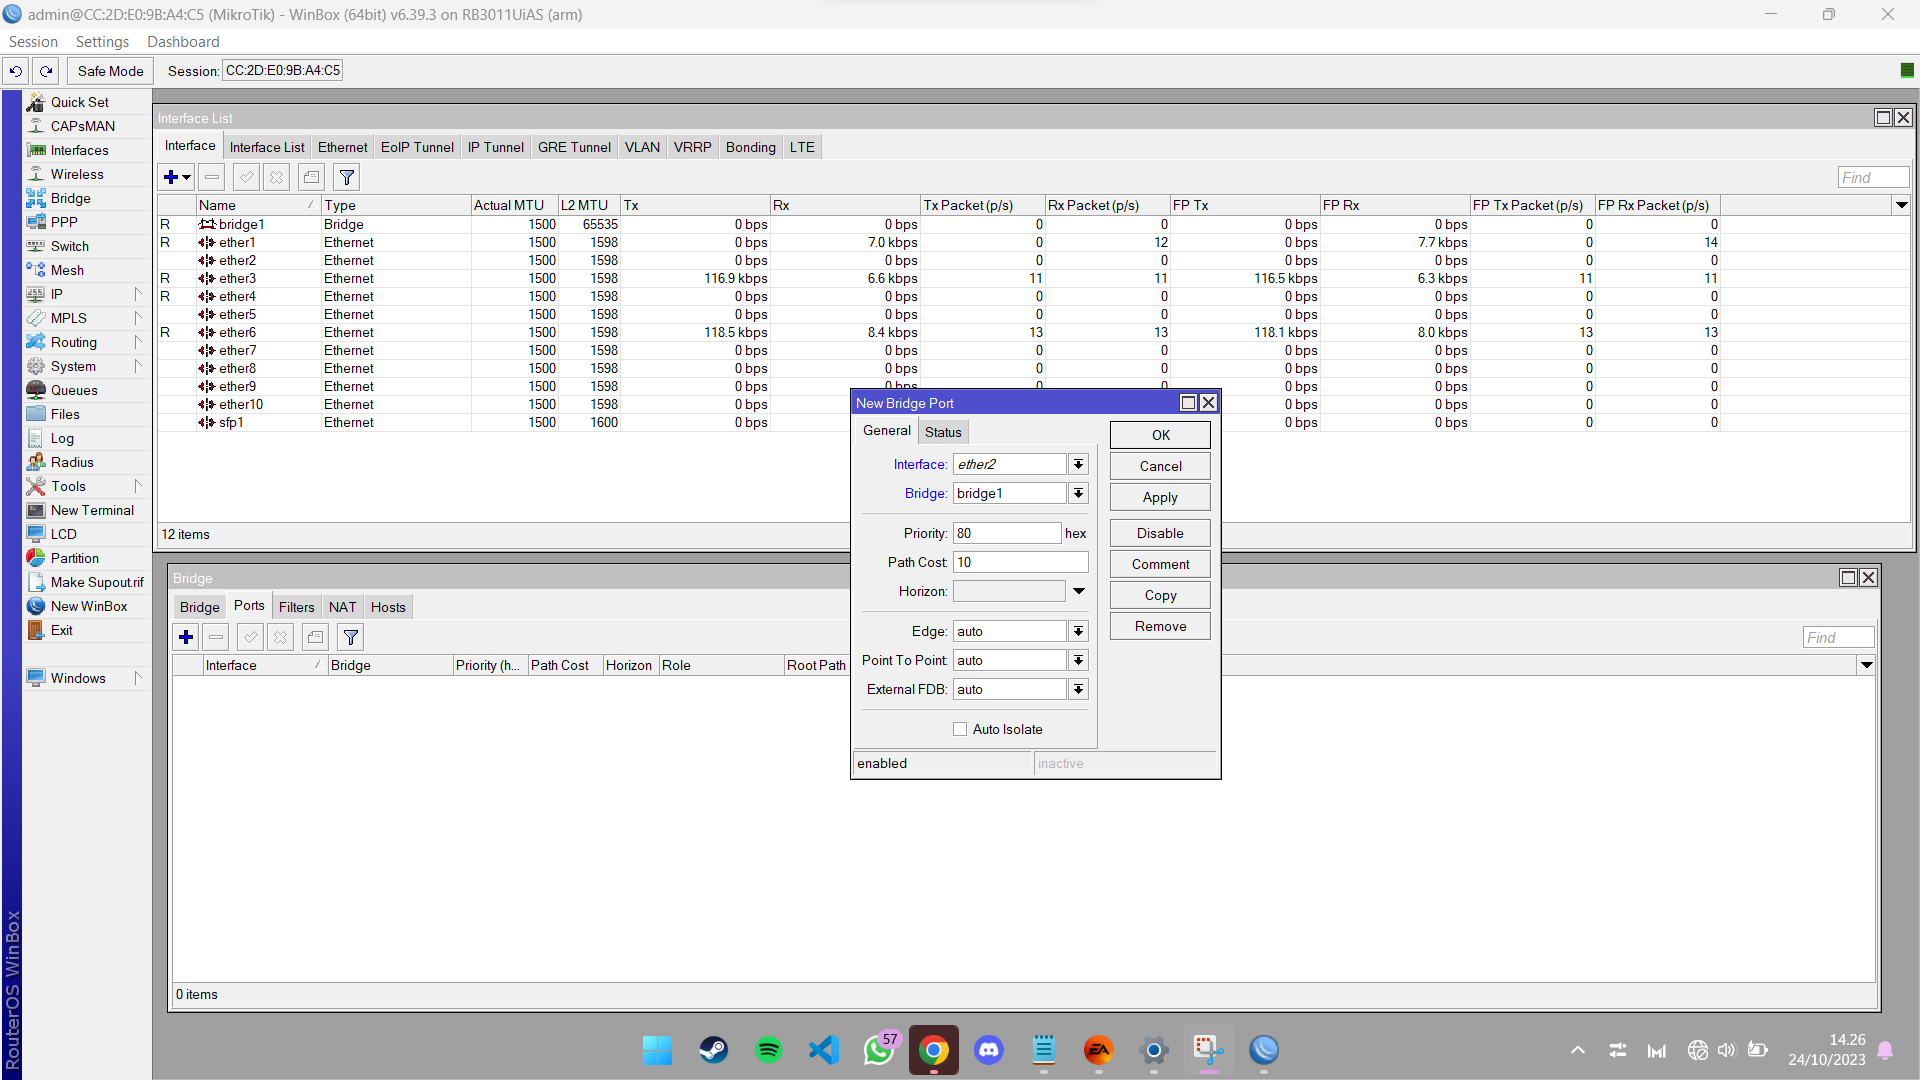 admin@CC:2D:E0:9B:A4:C5 (MikroTik) - WinBox (64bit) v6.39.3 on RB3011UiAS (arm)
Session Settings Dashboard
Safe Mode Session: CC:2D:E0:9B:A4:C5
Quick Set
CAPsMAN
Interfaces
Wireless
Bridge
PPP
Switch
Mesh
IP
MPLS
Routing
System
Queues
Files
Log
Radius
Tools
New Terminal
LCD
Partition
Make Supout.rif
New WinBox
Exit
Windows
RouterOS WinBox
Interface List
Interface Interface List Ethernet EoIP Tunnel IP Tunnel GRE Tunnel VLAN VRRP Bonding LTE
Find
Name Type Actual MTU L2 MTU Tx Rx Tx Packet (p/s) Rx Packet (p/s) FP Tx FP Rx FP Tx Packet (p/s) FP Rx Packet (p/s)
R bridge1 Bridge 1500 65535 0 bps 0 bps 0 0 0 bps 0 bps 0 0
R ether1 Ethernet 1500 1598 0 bps 7.0 kbps 0 12 0 bps 7.7 kbps 0 14
ether2 Ethernet 1500 1598 0 bps 0 bps 0 0 0 bps 0 bps 0 0
R ether3 Ethernet 1500 1598 116.9 kbps 6.6 kbps 11 11 116.5 kbps 6.3 kbps 11 11
R ether4 Ethernet 1500 1598 0 bps 0 bps 0 0 0 bps 0 bps 0 0
ether5 Ethernet 1500 1598 0 bps 0 bps 0 0 0 bps 0 bps 0 0
R ether6 Ethernet 1500 1598 118.5 kbps 8.4 kbps 13 13 118.1 kbps 8.0 kbps 13 13
ether7 Ethernet 1500 1598 0 bps 0 bps 0 0 0 bps 0 bps 0 0
ether8 Ethernet 1500 1598 0 bps 0 bps 0 0 0 bps 0 bps 0 0
ether9 Ethernet 1500 1598 0 bps 0 bps 0 0 0 bps 0 bps 0 0
ether10 Ethernet 1500 1598 0 bps 0 bps 0 bps 0 0
sfp1 Ethernet 1500 1600 0 bps 0 bps 0 bps 0 0
12 items
New Bridge Port
General Status
Interface: ether2
Bridge: bridge1
Priority: 80 hex
Path Cost: 10
Horizon:
Edge: auto
Point To Point: auto
External FDB: auto
Auto Isolate
enabled inactive
OK
Cancel
Apply
Disable
Comment
Copy
Remove
Bridge
Bridge Ports Filters NAT Hosts
Find
Interface Bridge Priority (h... Path Cost Horizon Role Root Path
0 items
57
EA
14.26
24/10/2023